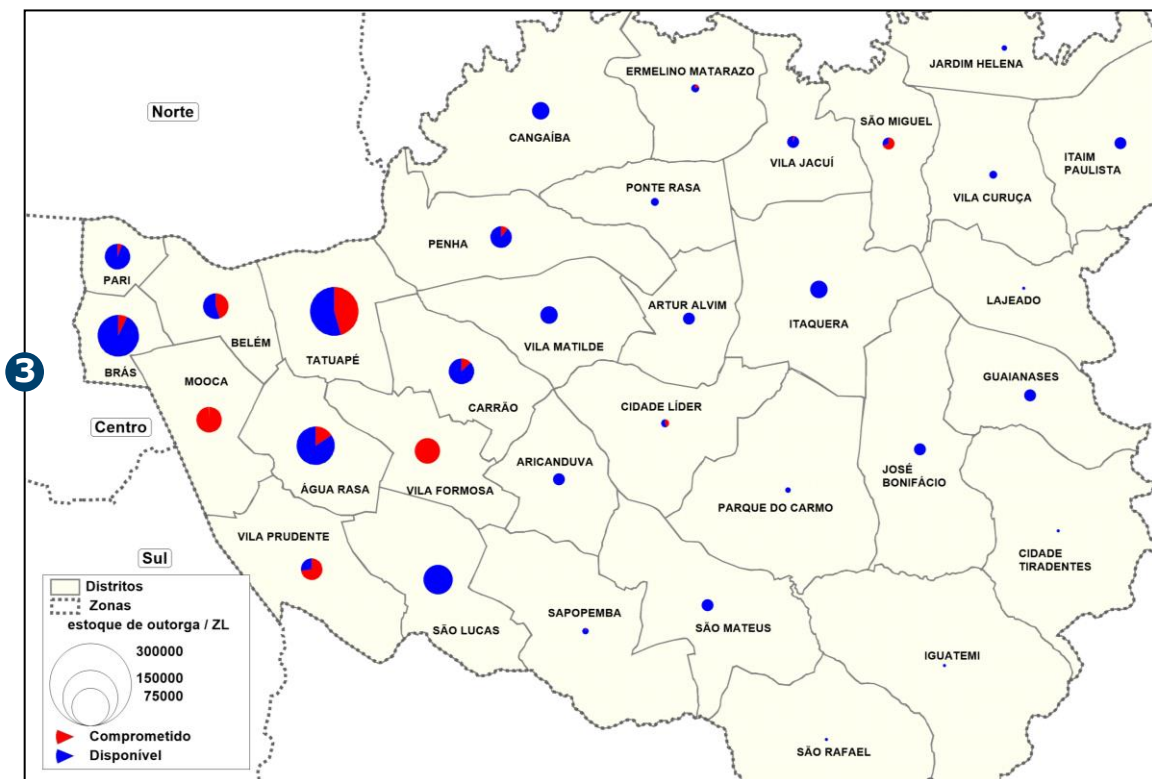 JARDIM HELENA
ERMELINO MATARAZO
Norte
SÃO MIGUEL
CANGAÍBA
VILA JACUÍ
ITAIM
PAULISTA
PONTE RASA
VILA CURUÇA
PENHA
PARI
LAJEADO
ARTUR ALVIM
ITAQUERA
BELÉM
VILA MATILDE
TATUAPÉ
BRÁS
3
MOOCA
GUAIANASES
CARRÃO
CIDADE LÍDER
Centro
ARICANDUVA
JOSÉ
BONIFÁCIO
ÁGUA RASA
VILA FORMOSA
PARQUE DO CARMO
VILA PRUDENTE
CIDADE
TIRADENTES
Sul
Distritos
Zonas
estoque de outorga / ZL
300000
150000
75000
Comprometido
Disponível
SAPOPEMBA
SÃO LUCAS
SÃO MATEUS
IGUATEMI
SÃO RAFAEL